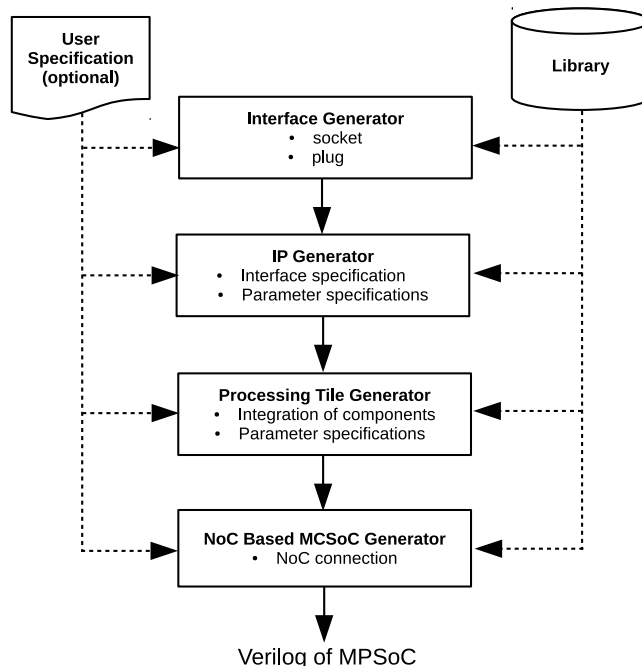 User
Specification
(optional)
Library
Interface Generator
• socket
• plug
IP Generator
• Interface specification
• Parameter specifications
Processing Tile Generator
• Integration of components
• Parameter specifications
NoC Based MCSoC Generator
• NoC connection
Verilog of MPSoC